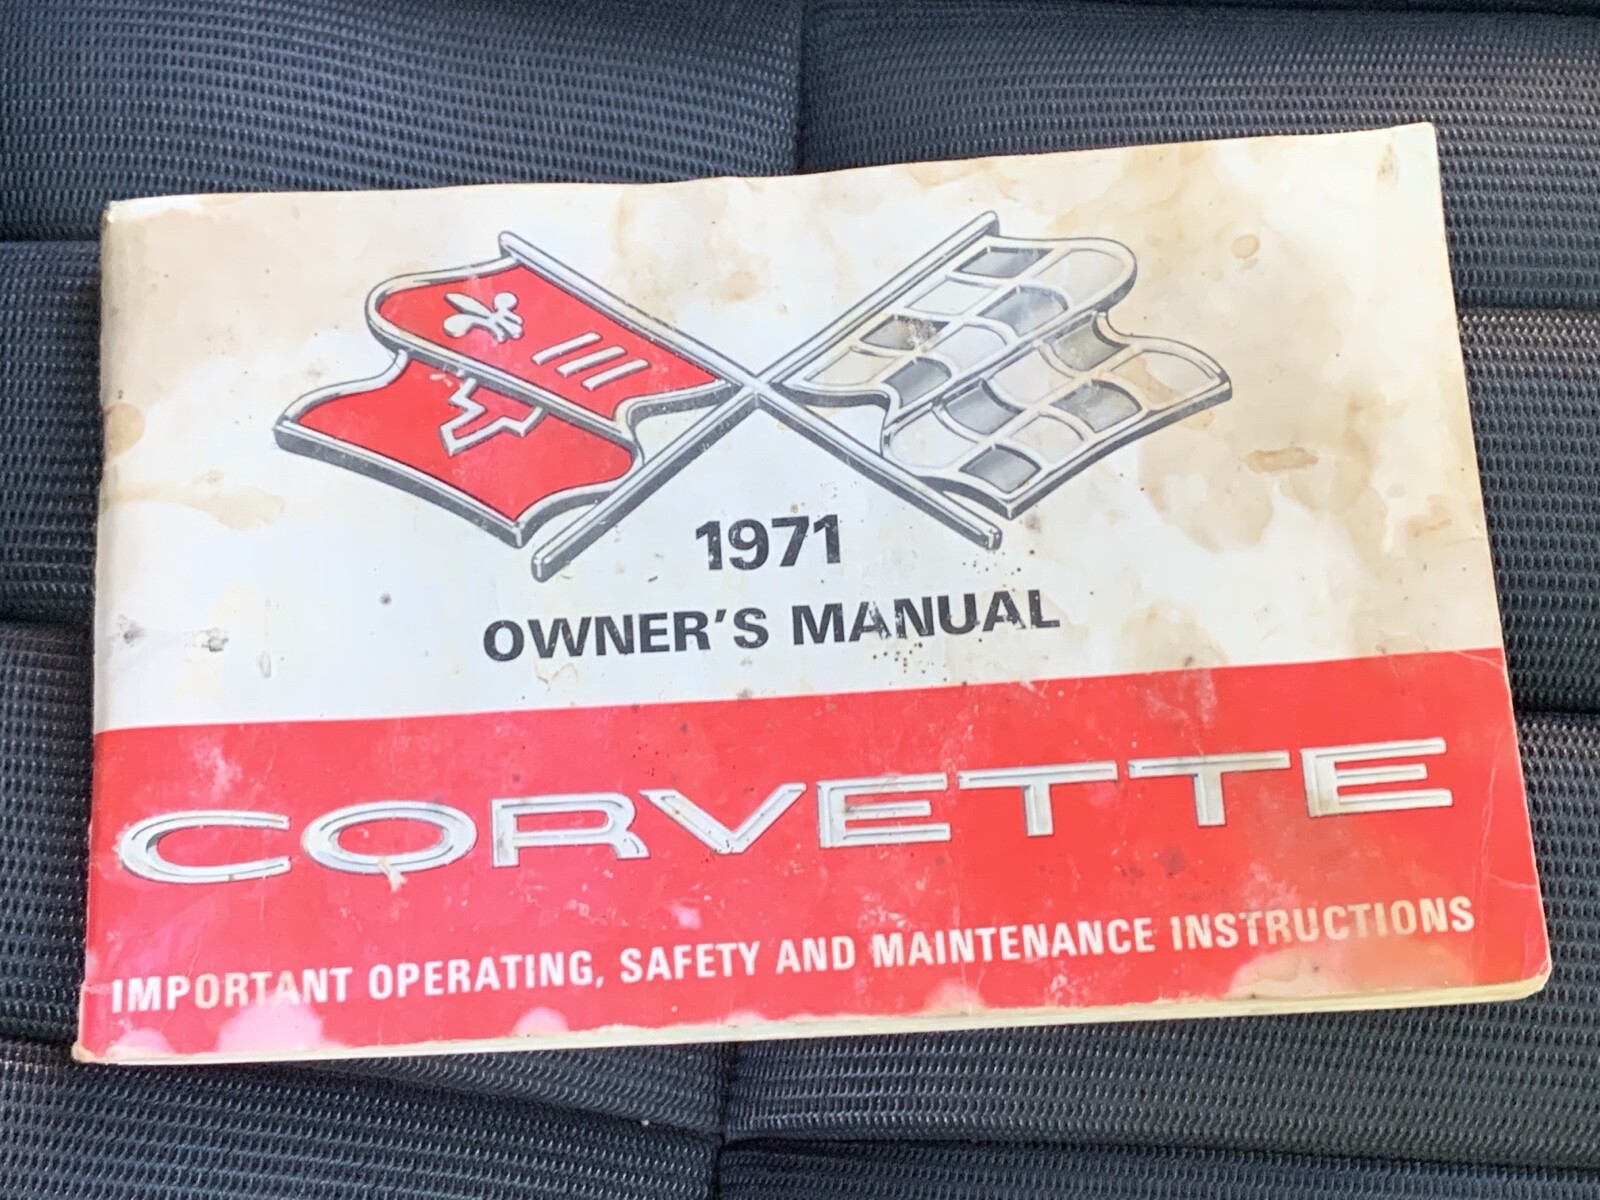 1971
OWNER'S MANUAL
CORVETTE
IMPORTANT OPERATING, SAFETY AND MAINTENANCE INSTRUCTIONS